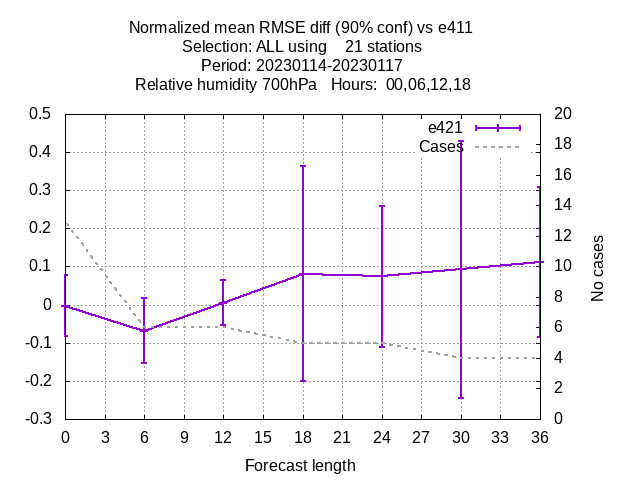 Normalized mean RMSE diff (90% conf) vs e411
Selection: ALL using    21 stations
Period: 20230114-20230117
Relative humidity 700hPa   Hours:  00,06,12,18
0.5
0.4
0.3
0.2
0.1
0
-0.1
-0.2
-0.3
e421
Cases
20
18
16
14
12
10
8
6
4
2
0
No cases
0 3 6 9 12 15 18 21 24 27 30 33 36
Forecast length